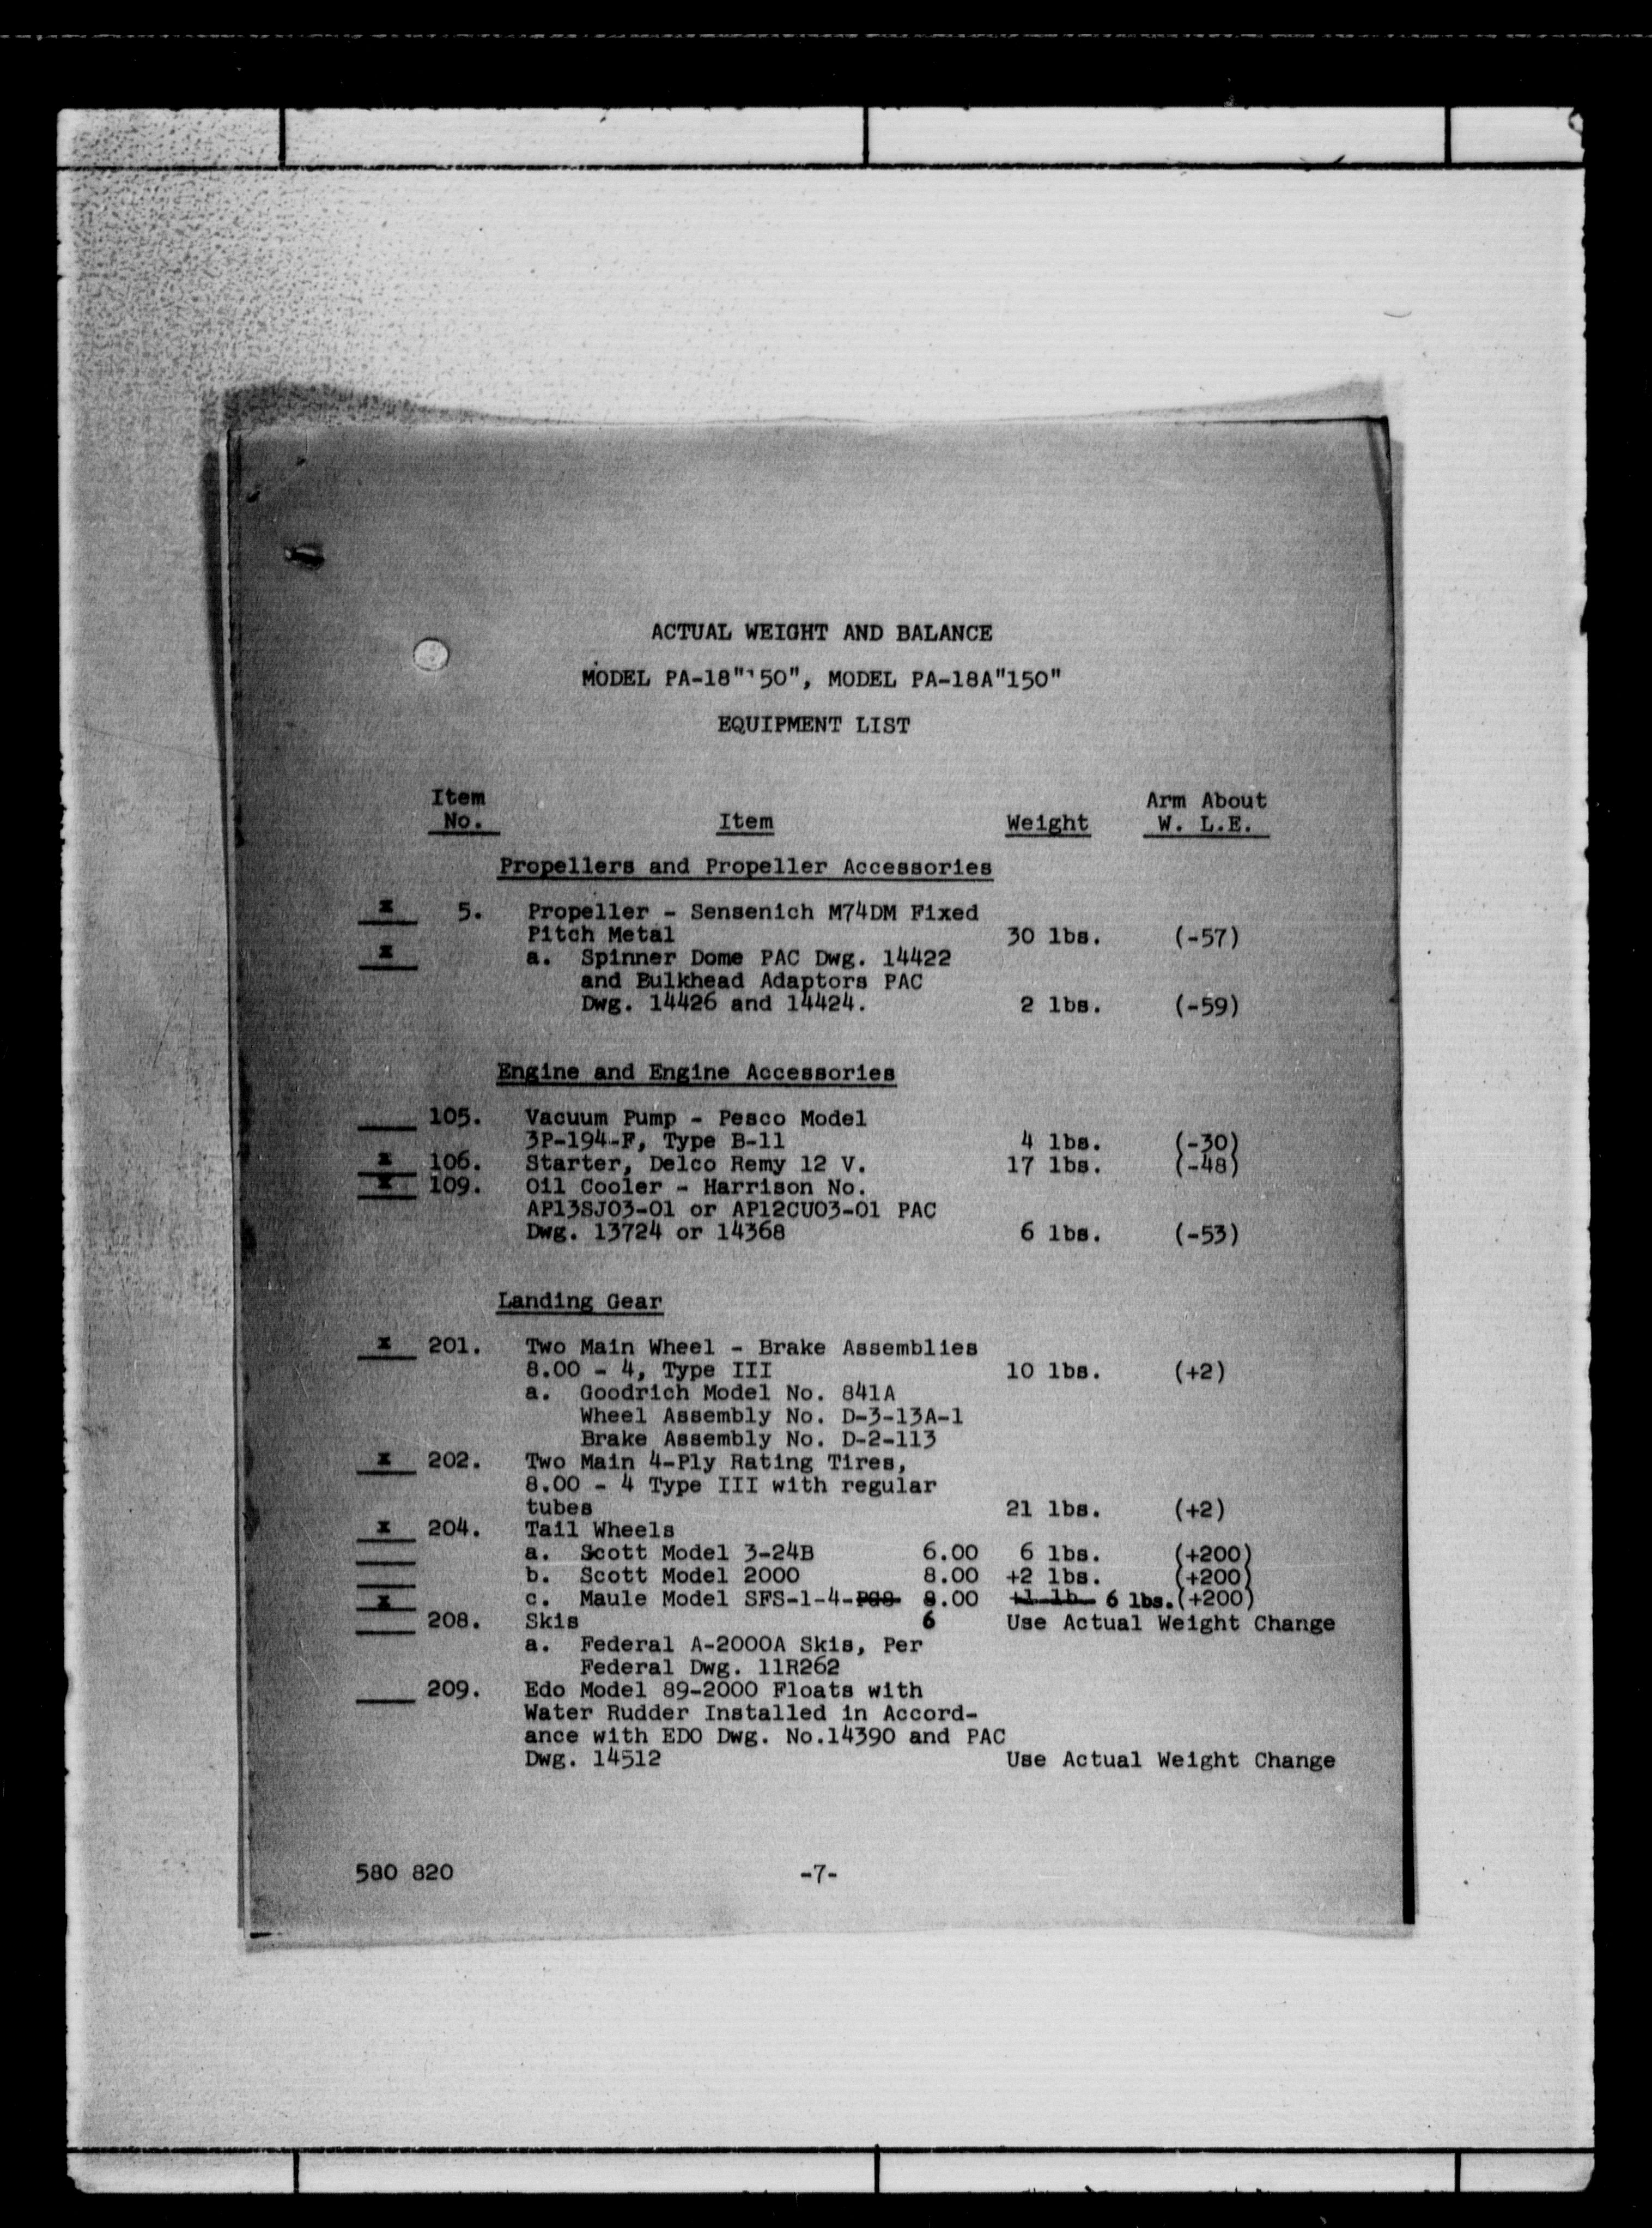 ACTUAL WEIGHT AND BALANCE
MODEL PA-18"150", MODEL PA-18A"150"
EQUIPMENT LIST
Item No. Item Weight Arm About W. L.E.
Propellers and Propeller Accessories
x 5. Propeller - Sensenich M74DM Fixed
Pitch Metal 30 lbs. (-57)
x a. Spinner Dome PAC Dwg. 14422
and Bulkhead Adaptors PAC
Dwg. 14426 and 14424. 2 lbs. (-59)
Engine and Engine Accessories
105. Vacuum Pump - Pesco Model
3P-194-F, Type B-11 4 lbs. (-30)
x 106. Starter, Delco Remy 12 V. 17 lbs. (-48)
x 109. Oil Cooler - Harrison No.
AP13SJ03-01 or AP12CU03-01 PAC
Dwg. 13724 or 14368 6 lbs. (-53)
Landing Gear
x 201. Two Main Wheel - Brake Assemblies
8.00 - 4, Type III 10 lbs. (+2)
a. Goodrich Model No. 841A
Wheel Assembly No. D-3-13A-1
Brake Assembly No. D-2-113
x 202. Two Main 4-Ply Rating Tires,
8.00 - 4 Type III with regular
tubes 21 lbs. (+2)
x 204. Tail Wheels
a. Scott Model 3-24B 6.00 6 lbs. (+200)
b. Scott Model 2000 8.00 +2 lbs. (+200)
x c. Maule Model SFS-1-4- 8.00 +1 lb 6 lbs. (+200)
208. Skis 6 Use Actual Weight Change
a. Federal A-2000A Skis, Per
Federal Dwg. 11R262
209. Edo Model 89-2000 Floats with
Water Rudder Installed in Accord-
ance with EDO Dwg. No.14390 and PAC
Dwg. 14512 Use Actual Weight Change
580 820 -7-